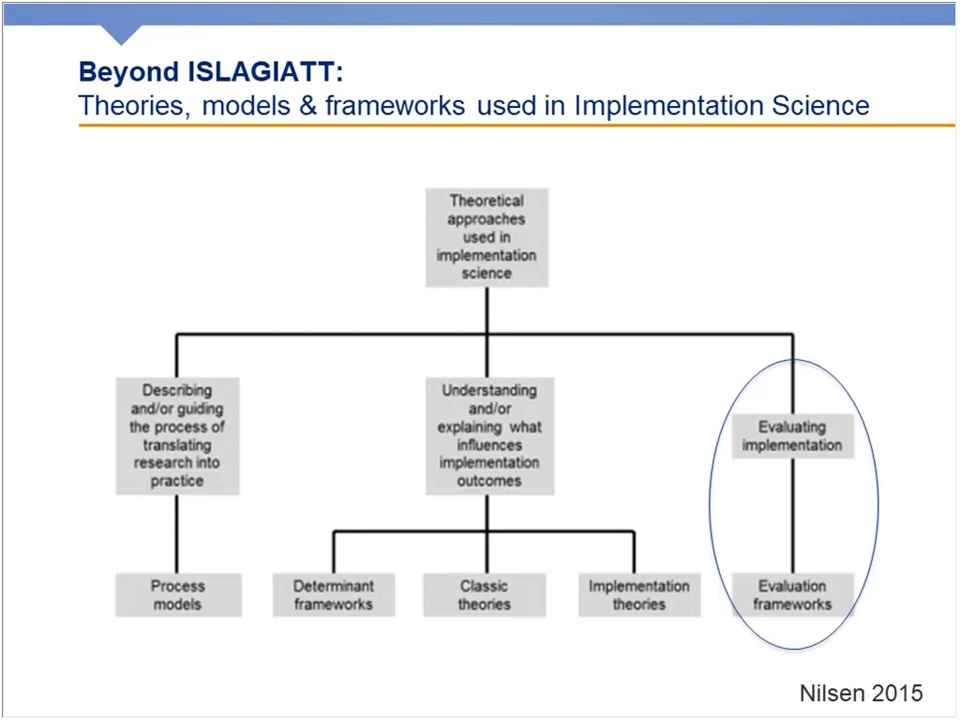 Beyond ISLAGIATT:
Theories, models & frameworks used in Implementation Science
Theoretical
approaches
used in
implementation
science
Describing
and/or guiding
the process of
translating
research into
practice
Understanding
and/or
explaining what
influences
implementation
outcomes
Evaluating
implementation
Process
models
Determinant
frameworks
Classic
theories
Implementation
theories
Evaluation
frameworks
Nilsen 2015